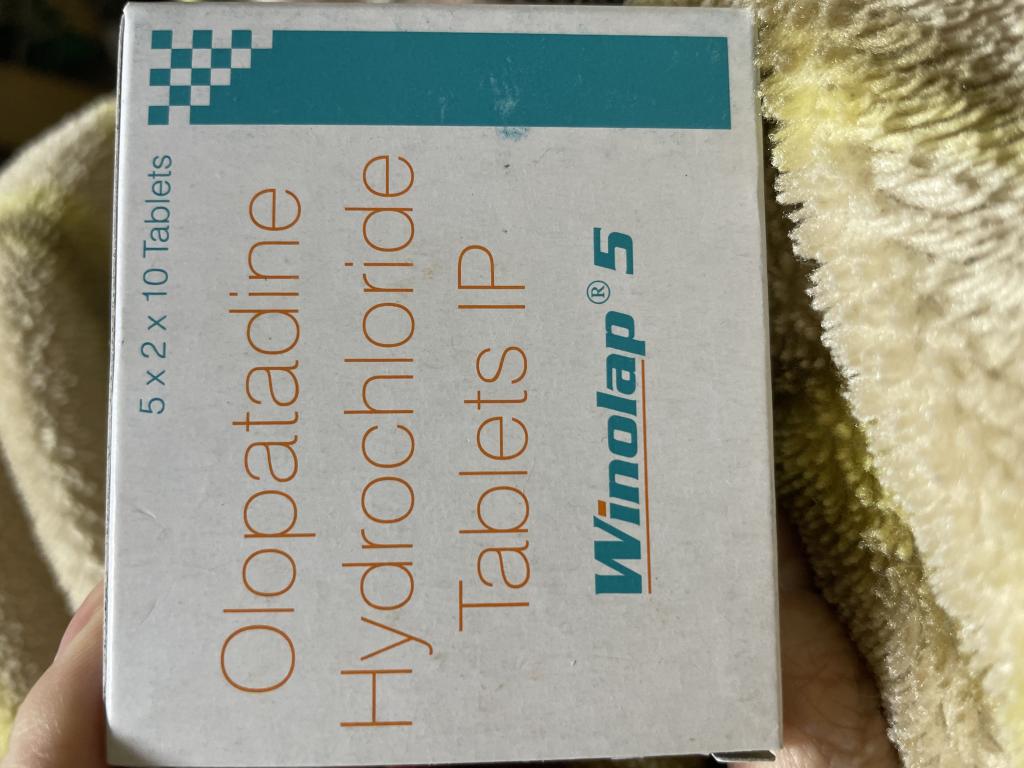 5 x 2 x 10 Tablets
Olopatadine
Hydrochloride
Tablets IP
Winolap® 5